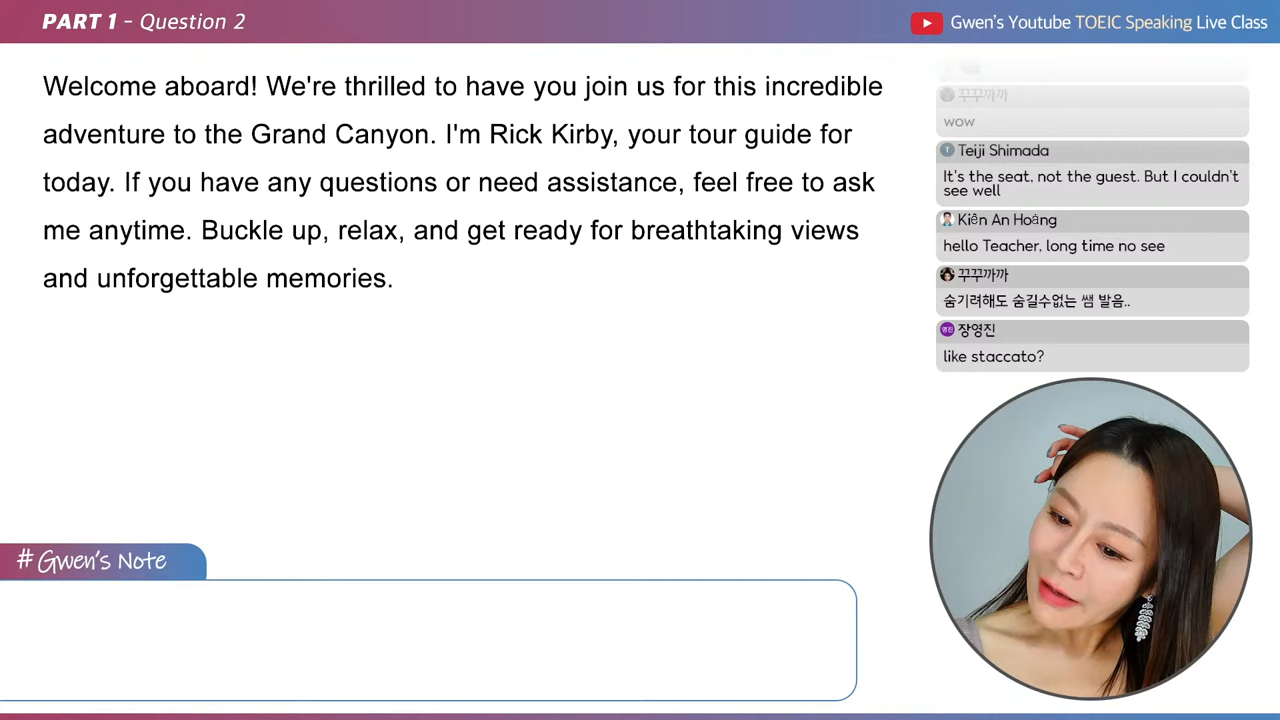 PART 1 - Question 2
Gwen's Youtube TOEIC Speaking Live Class
Welcome aboard! We're thrilled to have you join us for this incredible
adventure to the Grand Canyon. I'm Rick Kirby, your tour guide for
today. If you have any questions or need assistance, feel free to ask
me anytime. Buckle up, relax, and get ready for breathtaking views
and unforgettable memories.
꾸꾸까까
wow
T Teiji Shimada
It's the seat, not the guest. But I couldn't
see well
Kiên An Hoàng
hello Teacher, long time no see
꾸꾸까까
숨기려해도 숨길수없는 쌤 발음..
영진 장영진
like staccato?
# Gwen's Note